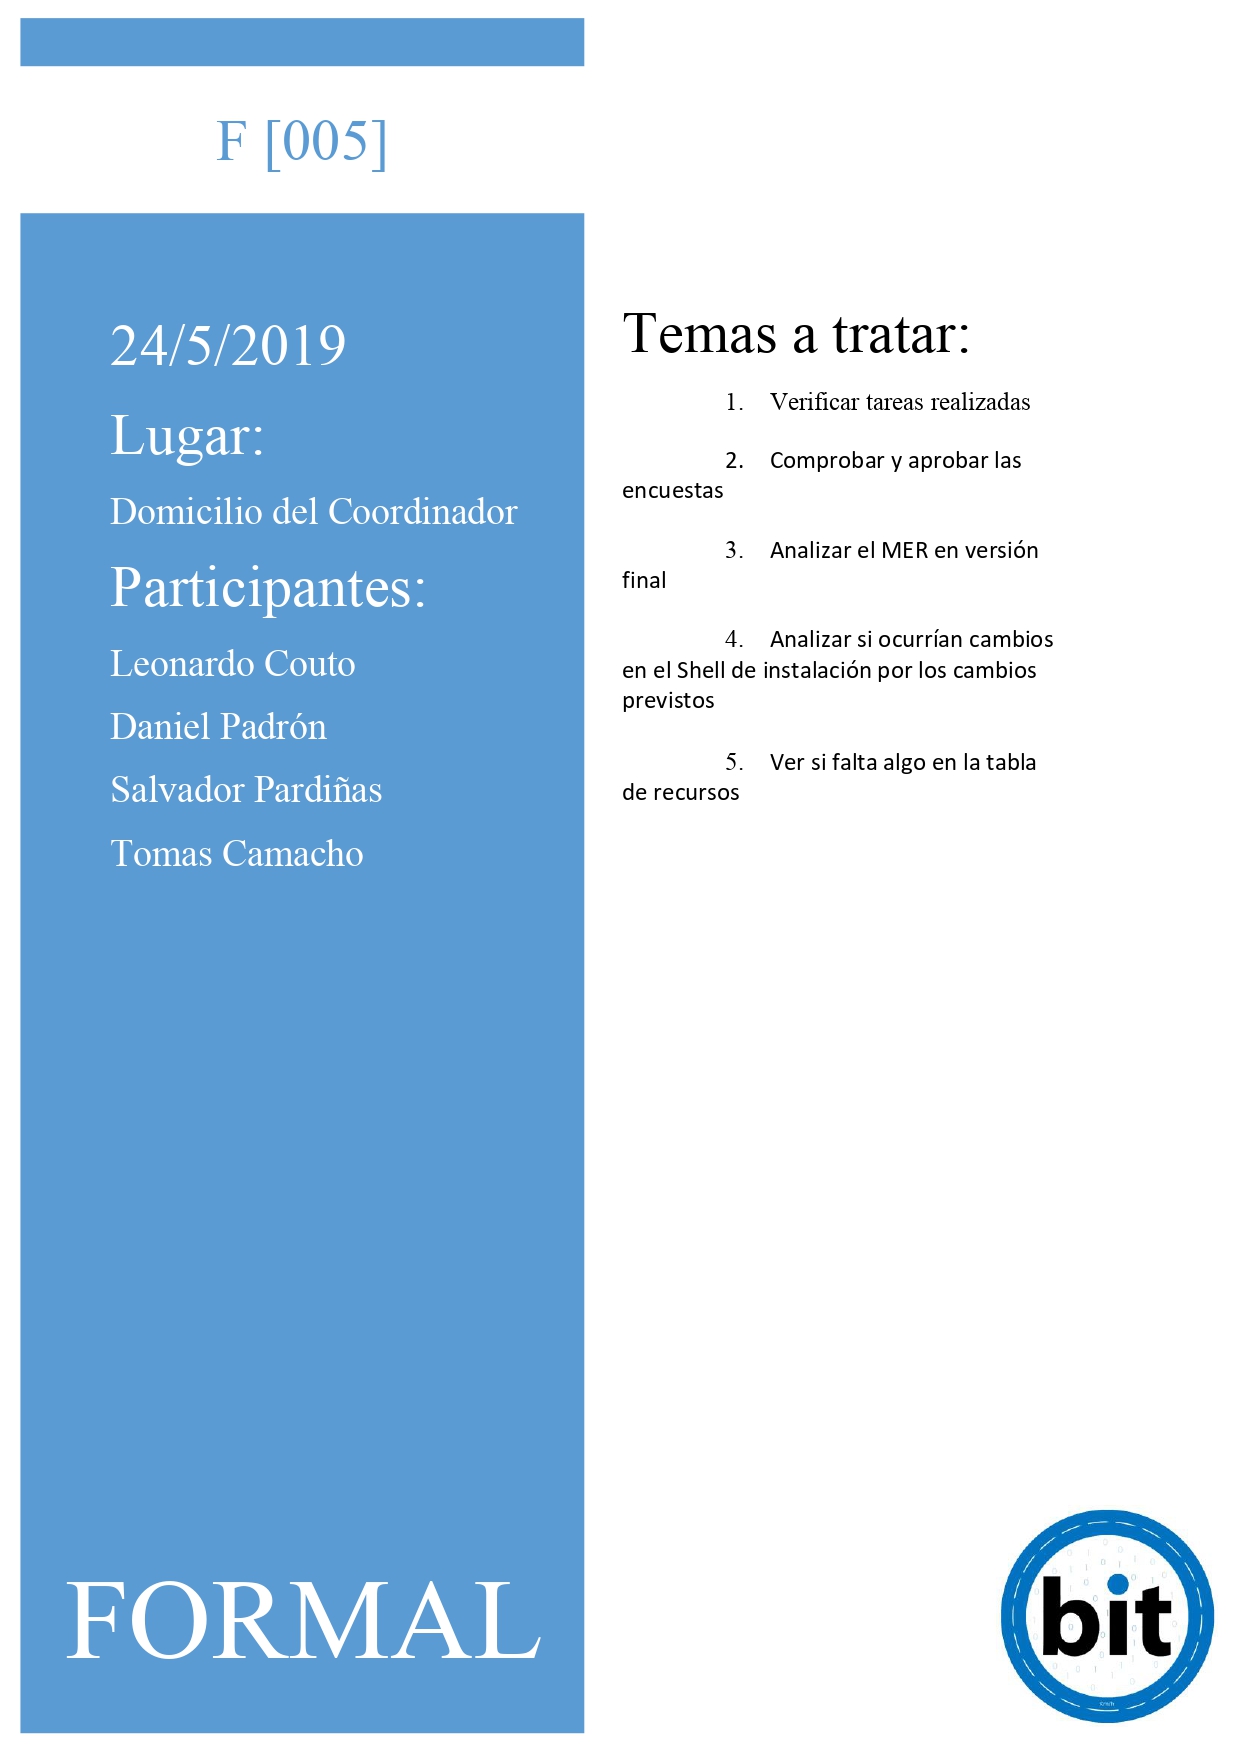 F [005]
24/5/2019
Lugar:
Domicilio del Coordinador
Participantes:
Leonardo Couto
Daniel Padrón
Salvador Pardiñas
Tomas Camacho
FORMAL
Temas a tratar:
1. Verificar tareas realizadas
2. Comprobar y aprobar las
encuestas
3. Analizar el MER en versión
final
4. Analizar si ocurrían cambios
en el Shell de instalación por los cambios
previstos
5. Ver si falta algo en la tabla
de recursos
bit